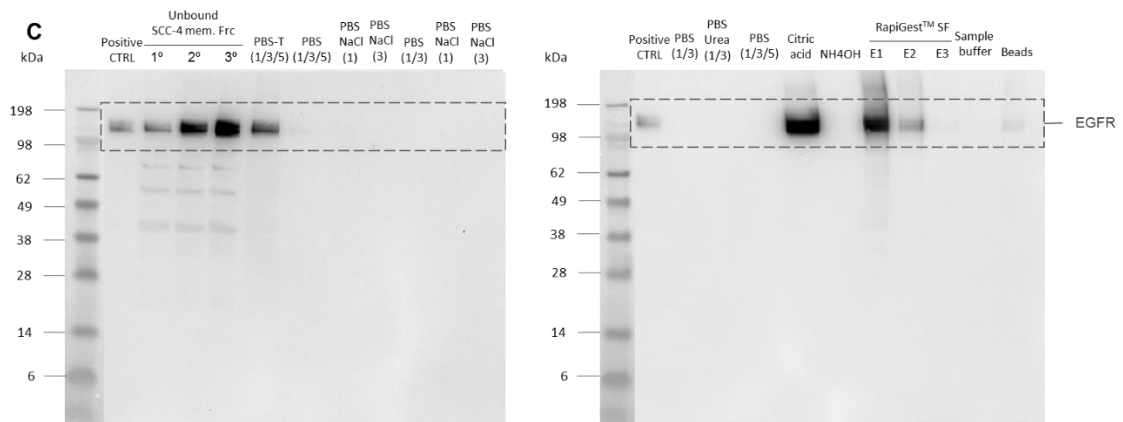 C
kDa
Positive
CTRL
Unbound
SCC-4 mem. Frc
1º 2º 3º
PBS-T
(1/3/5)
PBS
(1/3/5)
PBS
NaCl
(1)
PBS
NaCl
(3)
PBS
(1/3)
PBS
NaCl
(1)
PBS
NaCl
(3)
198
98
62
49
38
28
14
6
kDa
Positive
CTRL
PBS
(1/3)
PBS
Urea
(1/3)
PBS
(1/3/5)
Citric
acid
NH4OH
RapiGest™ SF
E1 E2 E3
Sample
buffer
Beads
198
98
62
49
38
28
14
6
EGFR